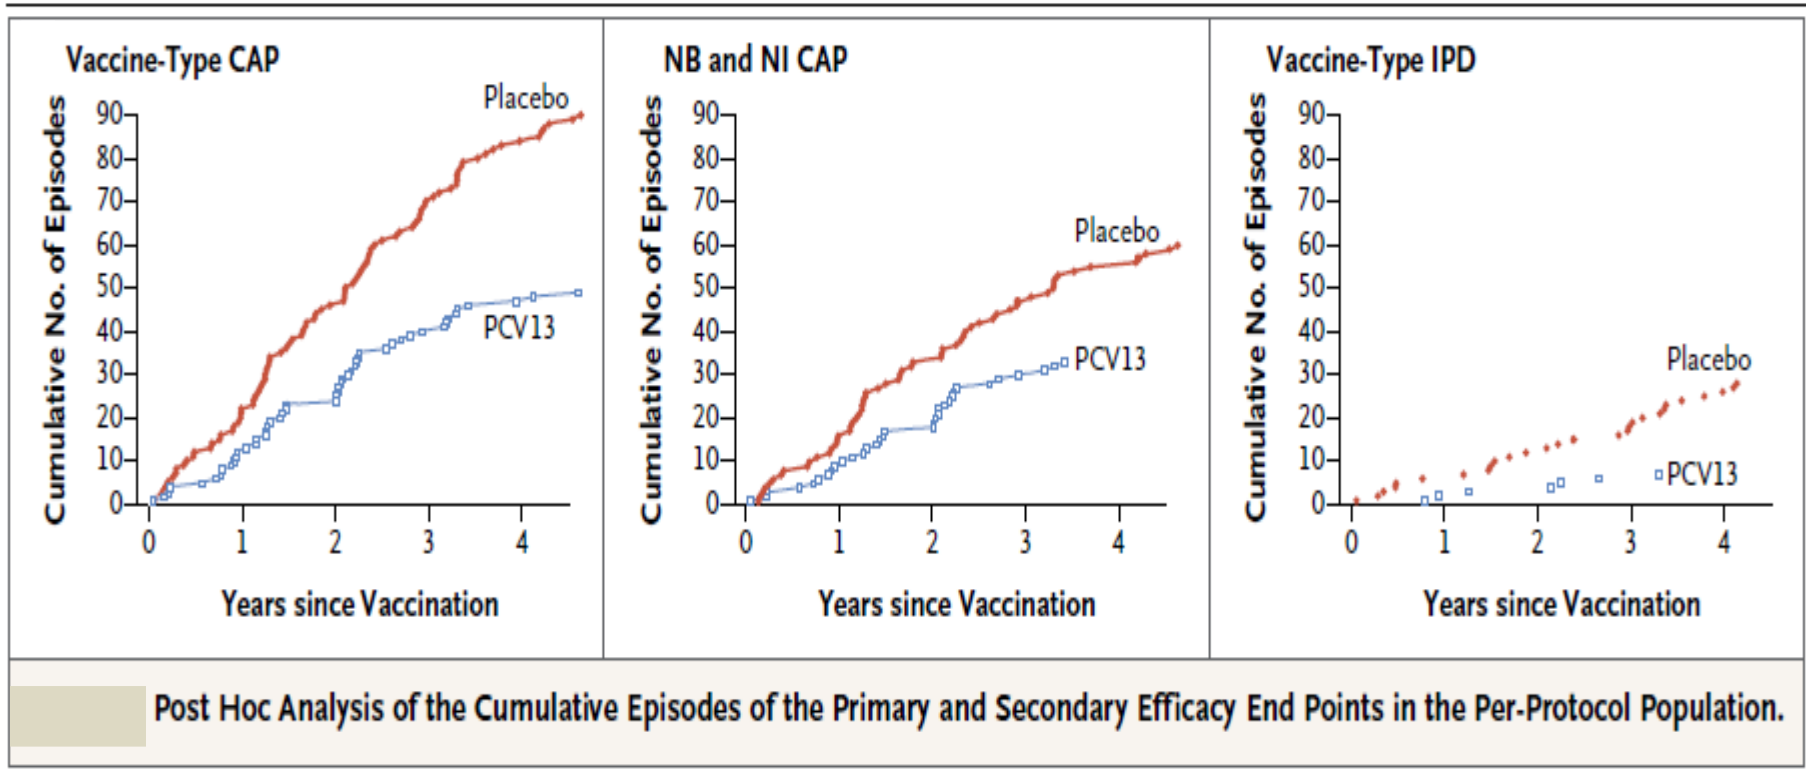 Vaccine-Type CAP
Cumulative No. of Episodes
90
80
70
60
50
40
30
20
10
0
Placebo
PCV13
0 1 2 3 4
Years since Vaccination
NB and NI CAP
Cumulative No. of Episodes
90
80
70
60
50
40
30
20
10
0
Placebo
PCV13
0 1 2 3 4
Years since Vaccination
Vaccine-Type IPD
Cumulative No. of Episodes
90
80
70
60
50
40
30
20
10
0
Placebo
PCV13
0 1 2 3 4
Years since Vaccination
Post Hoc Analysis of the Cumulative Episodes of the Primary and Secondary Efficacy End Points in the Per-Protocol Population.